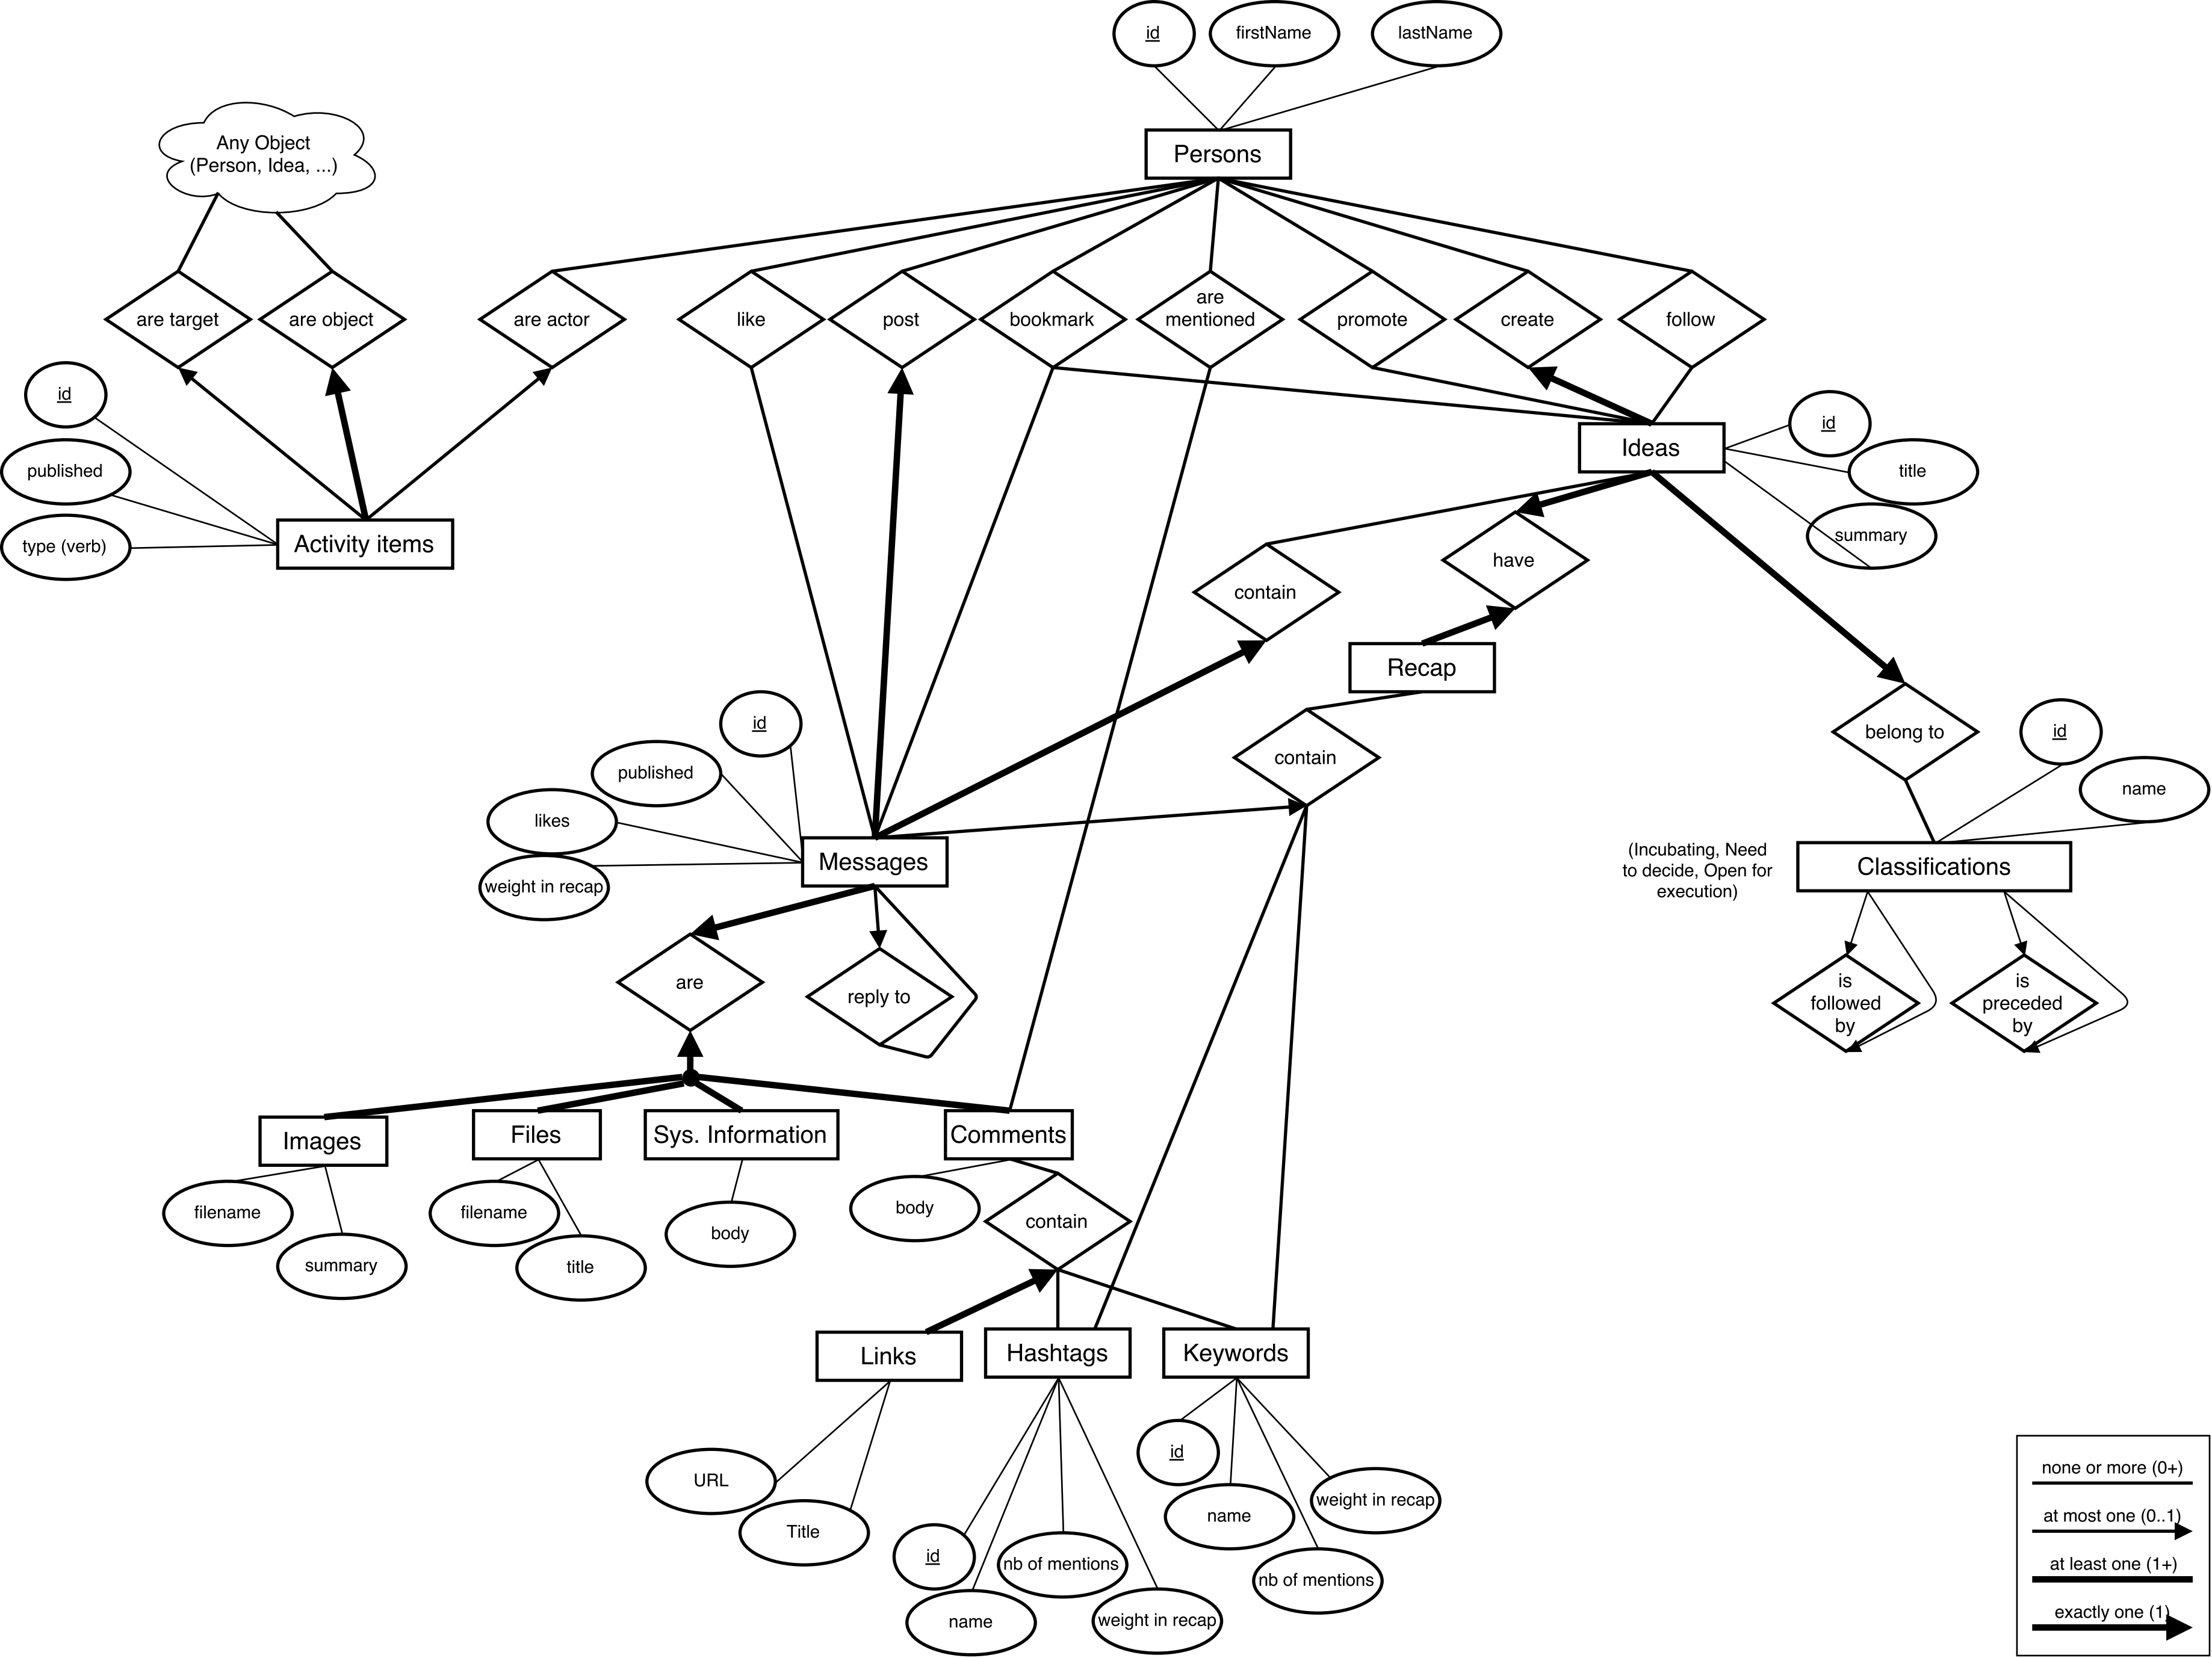 id
firstName
lastName
Persons
Any Object
(Person, Idea, ...)
are target
are object
are actor
like
post
bookmark
are
mentioned
promote
create
follow
id
published
type (verb)
Activity items
Ideas
id
title
summary
contain
have
Recap
contain
belong to
id
name
(Incubating, Need
to decide, Open for
execution)
Classifications
is
followed
by
is
preceded
by
id
published
likes
weight in recap
Messages
are
reply to
Images
Files
Sys. Information
Comments
filename
summary
filename
title
body
body
contain
Links
Hashtags
Keywords
URL
Title
id
name
nb of mentions
weight in recap
id
name
nb of mentions
weight in recap
none or more (0+)
at most one (0..1)
at least one (1+)
exactly one (1)